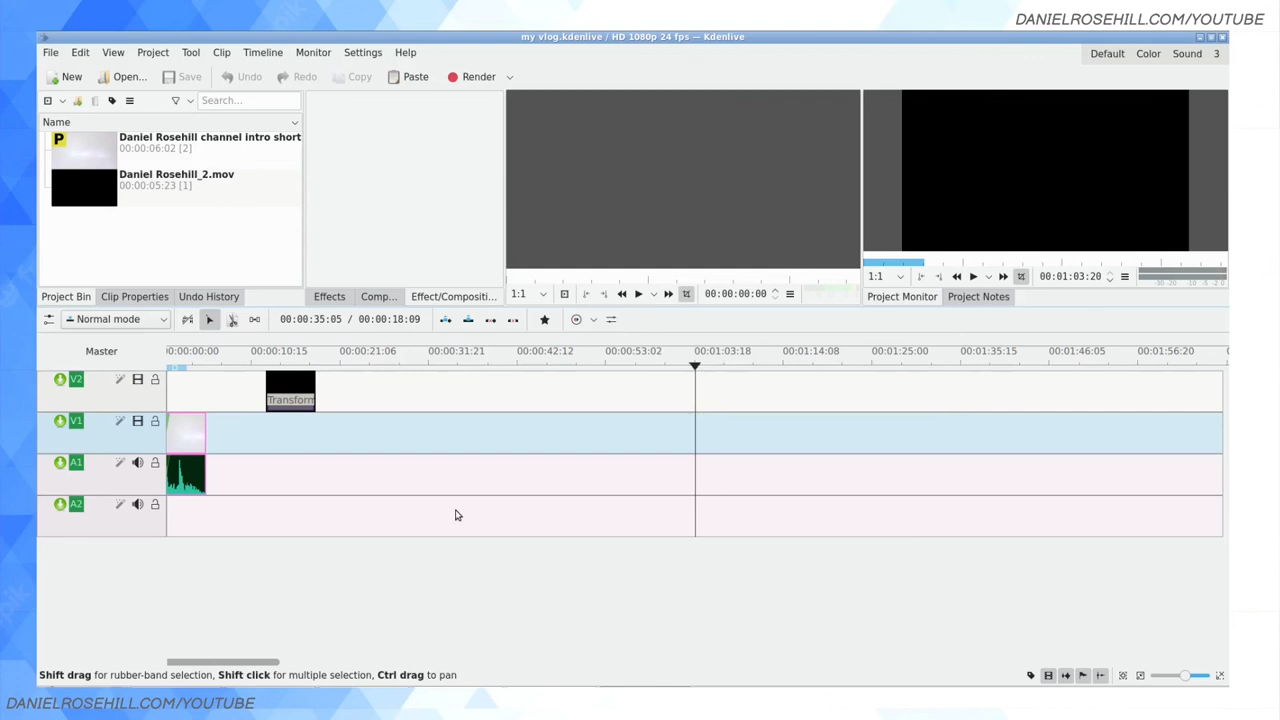 DANIELROSEHILL.COM/YOUTUBE
my vlog.kdenlive / HD 1080p 24 fps — Kdenlive
File Edit View Project Tool Clip Timeline Monitor Settings Help
Default Color Sound 3
New Open... Save Undo Redo Copy Paste Render
Search...
Name
P
Daniel Rosehill channel intro short
00:00:06:02 [2]
Daniel Rosehill_2.mov
00:00:05:23 [1]
1:1 00:00:00:00
1:1 00:01:03:20
-30 -20 -10 -5 -2 0
Project Bin Clip Properties Undo History Effects Comp... Effect/Compositi... Project Monitor Project Notes
Normal mode 00:00:35:05 / 00:00:18:09
Master 00:00:00:00 00:00:10:15 00:00:21:06 00:00:31:21 00:00:42:12 00:00:53:02 00:01:03:18 00:01:14:08 00:01:25:00 00:01:35:15 00:01:46:05 00:01:56:20
V2
Transform
V1
A1
A2
Shift drag for rubber-band selection, Shift click for multiple selection, Ctrl drag to pan
DANIELROSEHILL.COM/YOUTUBE